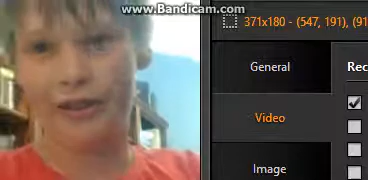 www.Bandicam.com
371x180 - (547, 191), (91
General
Rec
Video
Image